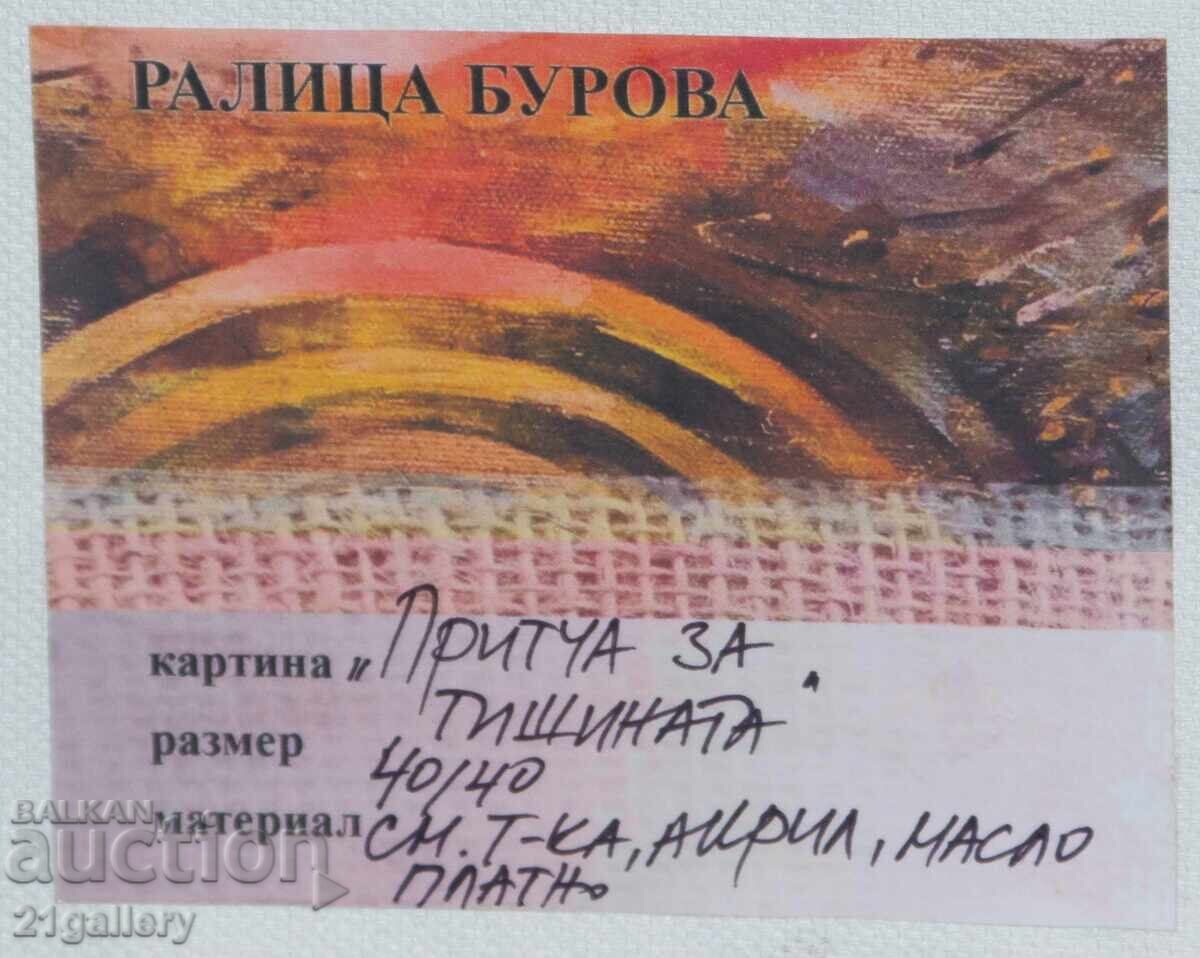 РАЛИЦА БУРОВА
картина „ПРИТЧА ЗА
ТИШИНАТА"
размер 40/40
материал СМ. Т-КА, АКРИЛ, МАСЛО
ПЛАТНО
BALKAN
auction
21gallery